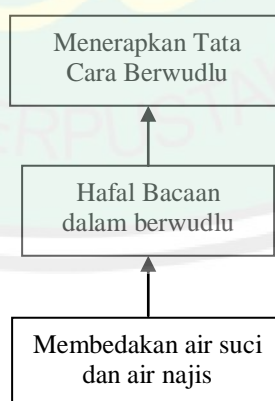 Menerapkan Tata
Cara Berwudlu
Hafal Bacaan
dalam berwudlu
Membedakan air suci
dan air najis